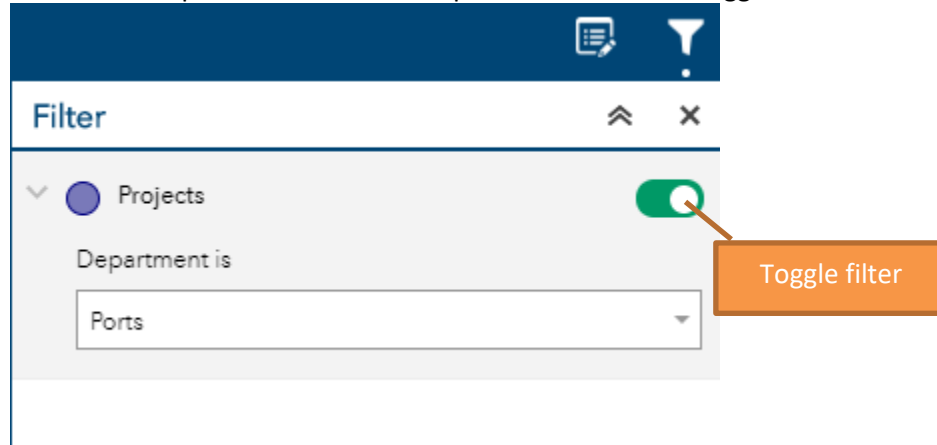 Filter
Projects
Department is
Ports
Toggle filter